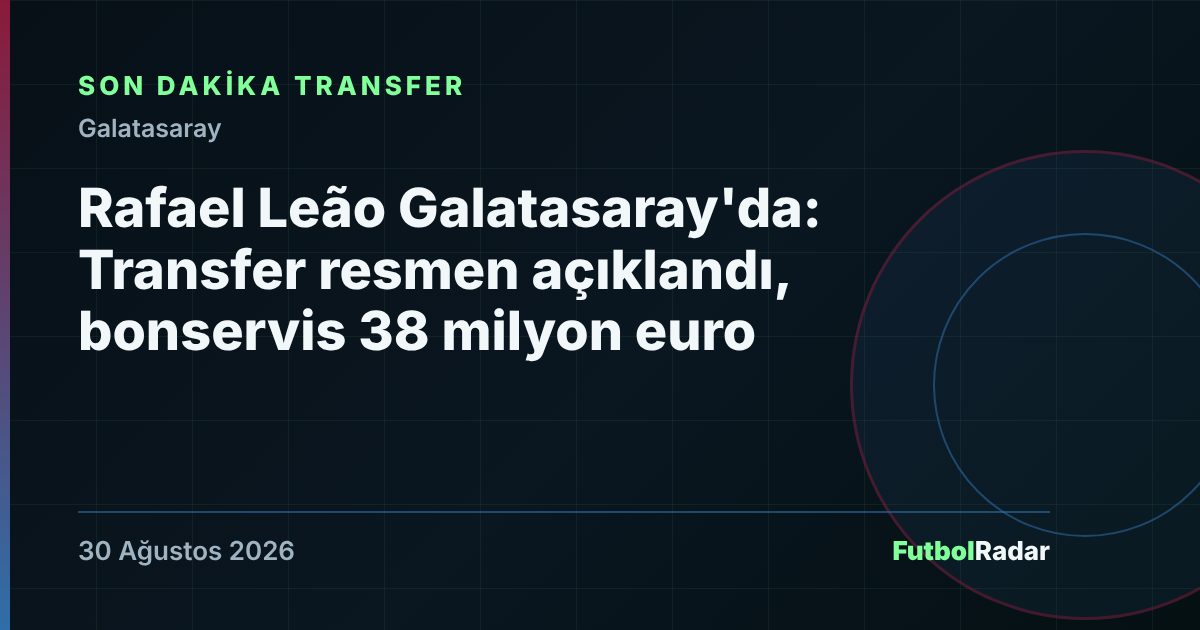 SON DAKİKA TRANSFER
Galatasaray
Rafael Leão Galatasaray'da:
Transfer resmen açıklandı,
bonservis 38 milyon euro
30 Ağustos 2026
FutbolRadar